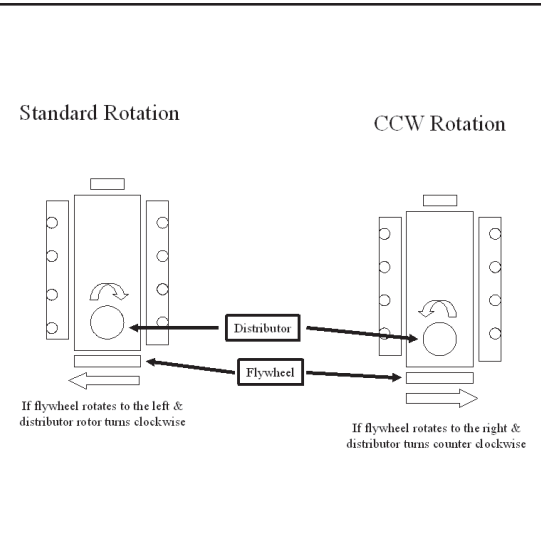 Standard Rotation
CCW Rotation
Distributor
Flywheel
If flywheel rotates to the left &
distributor rotor turns clockwise
If flywheel rotates to the right &
distributor turns counter clockwise